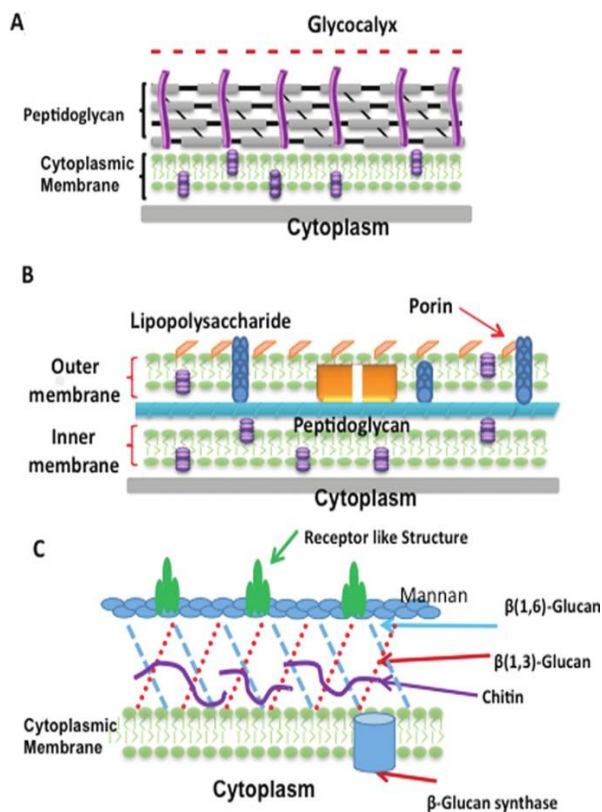 A
Glycocalyx
Peptidoglycan
Cytoplasmic
Membrane
Cytoplasm
B
Porin
Lipopolysaccharide
Outer
membrane
Peptidoglycan
Inner
membrane
Cytoplasm
C
Receptor like Structure
Mannan
β(1,6)-Glucan
β(1,3)-Glucan
Chitin
Cytoplasmic
Membrane
Cytoplasm
β-Glucan synthase